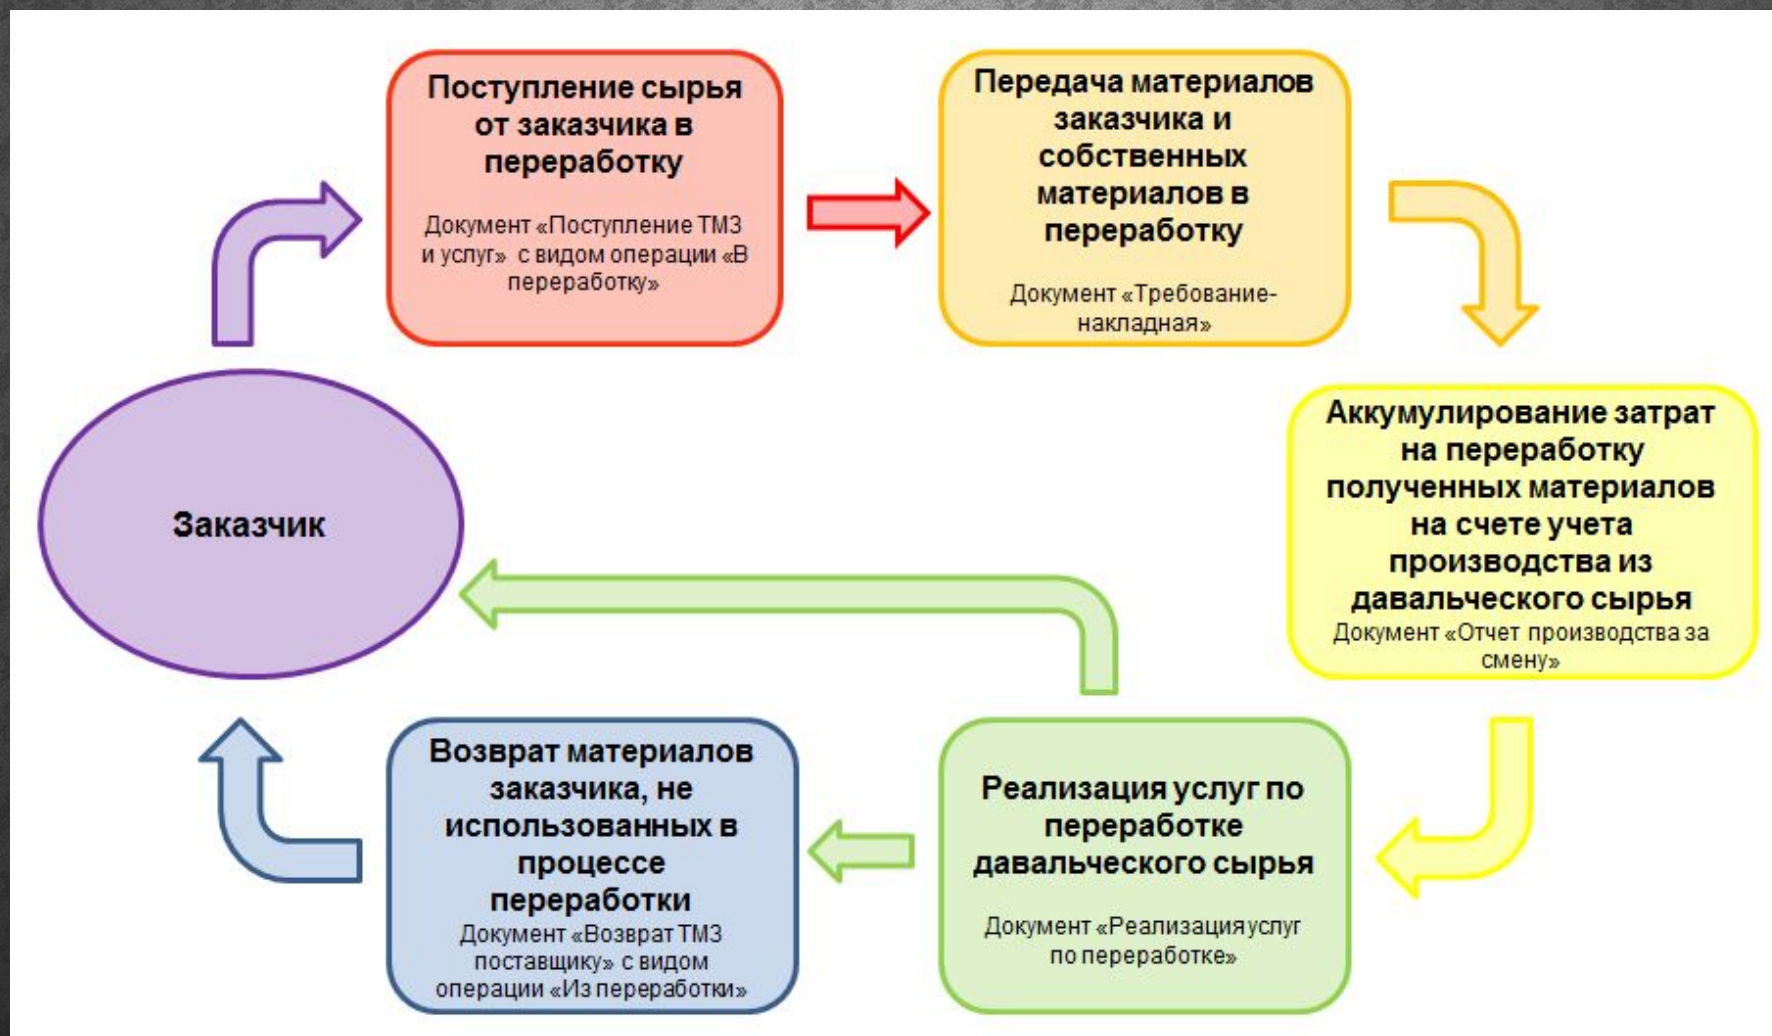 Поступление сырья
от заказчика в
переработку
Документ «Поступление ТМЗ
и услуг» с видом операции «В
переработку»
Передача материалов
заказчика и
собственных
материалов в
переработку
Документ «Требование-
накладная»
Аккумулирование затрат
на переработку
полученных материалов
на счете учета
производства из
давальческого сырья
Документ «Отчет производства за
смену»
Заказчик
Возврат материалов
заказчика, не
использованных в
процессе
переработки
Документ «Возврат ТМЗ
поставщику» с видом
операции «Из переработки»
Реализация услуг по
переработке
давальческого сырья
Документ «Реализация услуг
по переработке»